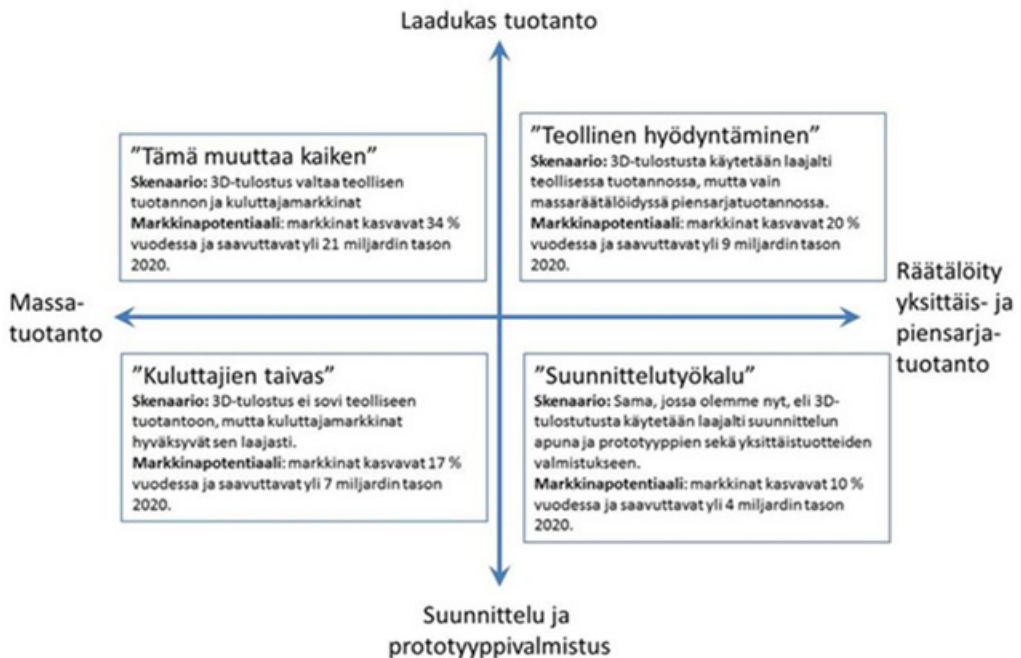 Laadukas tuotanto
”Tämä muuttaa kaiken”
Skenaario: 3D-tulostus valtaa teollisen
tuotannon ja kuluttajamarkkinat
Markkinapotentiaali: markkinat kasvavat 34 %
vuodessa ja saavuttavat yli 21 miljardin tason
2020.
”Teollinen hyödyntäminen”
Skenaario: 3D-tulostusta käytetään laajalti
teollisessa tuotannossa, mutta vain
massaräätälöidyssä piensarjatuotannossa.
Markkinapotentiaali: markkinat kasvavat 20 %
vuodessa ja saavuttavat yli 9 miljardin tason
2020.
Massa-
tuotanto
Räätälöity
yksittäis- ja
piensarja-
tuotanto
”Kuluttajien taivas”
Skenaario: 3D-tulostus ei sovi teolliseen
tuotantoon, mutta kuluttajamarkkinat
hyväksyvät sen laajasti.
Markkinapotentiaali: markkinat kasvavat 17 %
vuodessa ja saavuttavat yli 7 miljardin tason
2020.
”Suunnittelutyökalu”
Skenaario: Sama, jossa olemme nyt, eli 3D-
tulostutusta käytetään laajalti suunnittelun
apuna ja prototyyppien sekä yksittäistuotteiden
valmistukseen.
Markkinapotentiaali: markkinat kasvavat 10 %
vuodessa ja saavuttavat yli 4 miljardin tason
2020.
Suunnittelu ja
prototyyppivalmistus